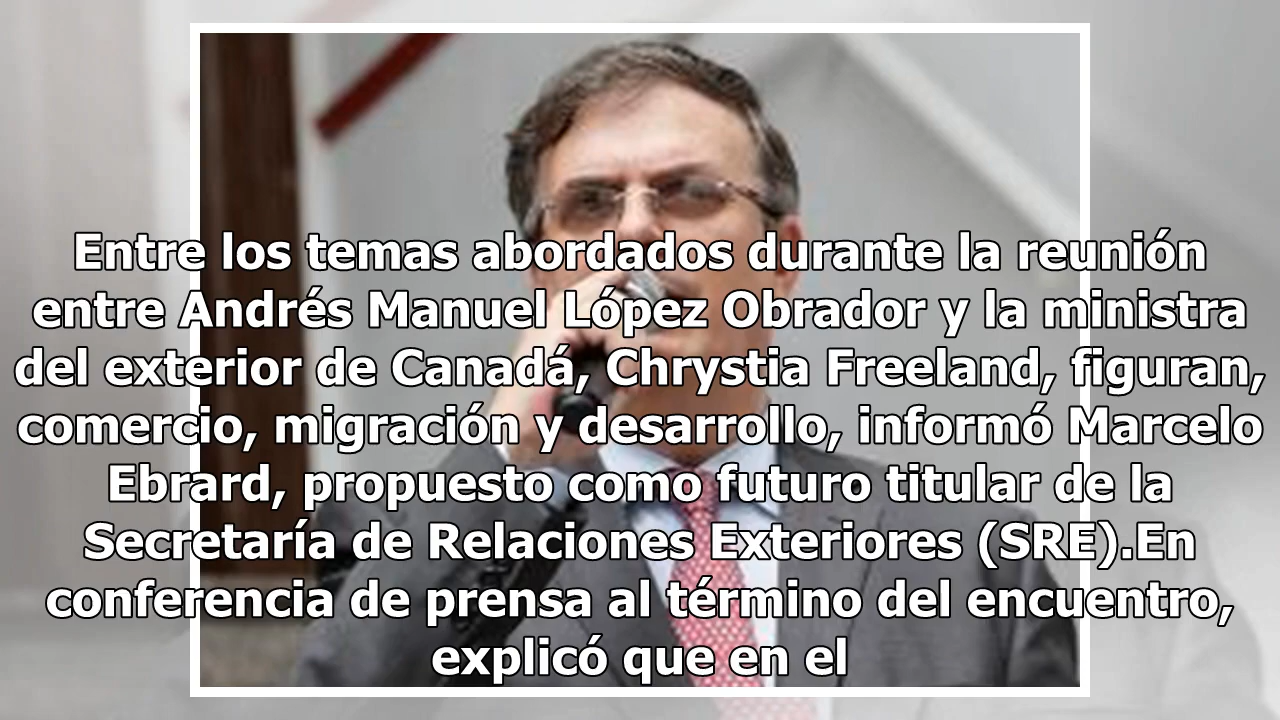 Entre los temas abordados durante la reunión
entre Andrés Manuel López Obrador y la ministra
del exterior de Canadá, Chrystia Freeland, figuran,
comercio, migración y desarrollo, informó Marcelo
Ebrard, propuesto como futuro titular de la
Secretaría de Relaciones Exteriores (SRE).En
conferencia de prensa al término del encuentro,
explicó que en el